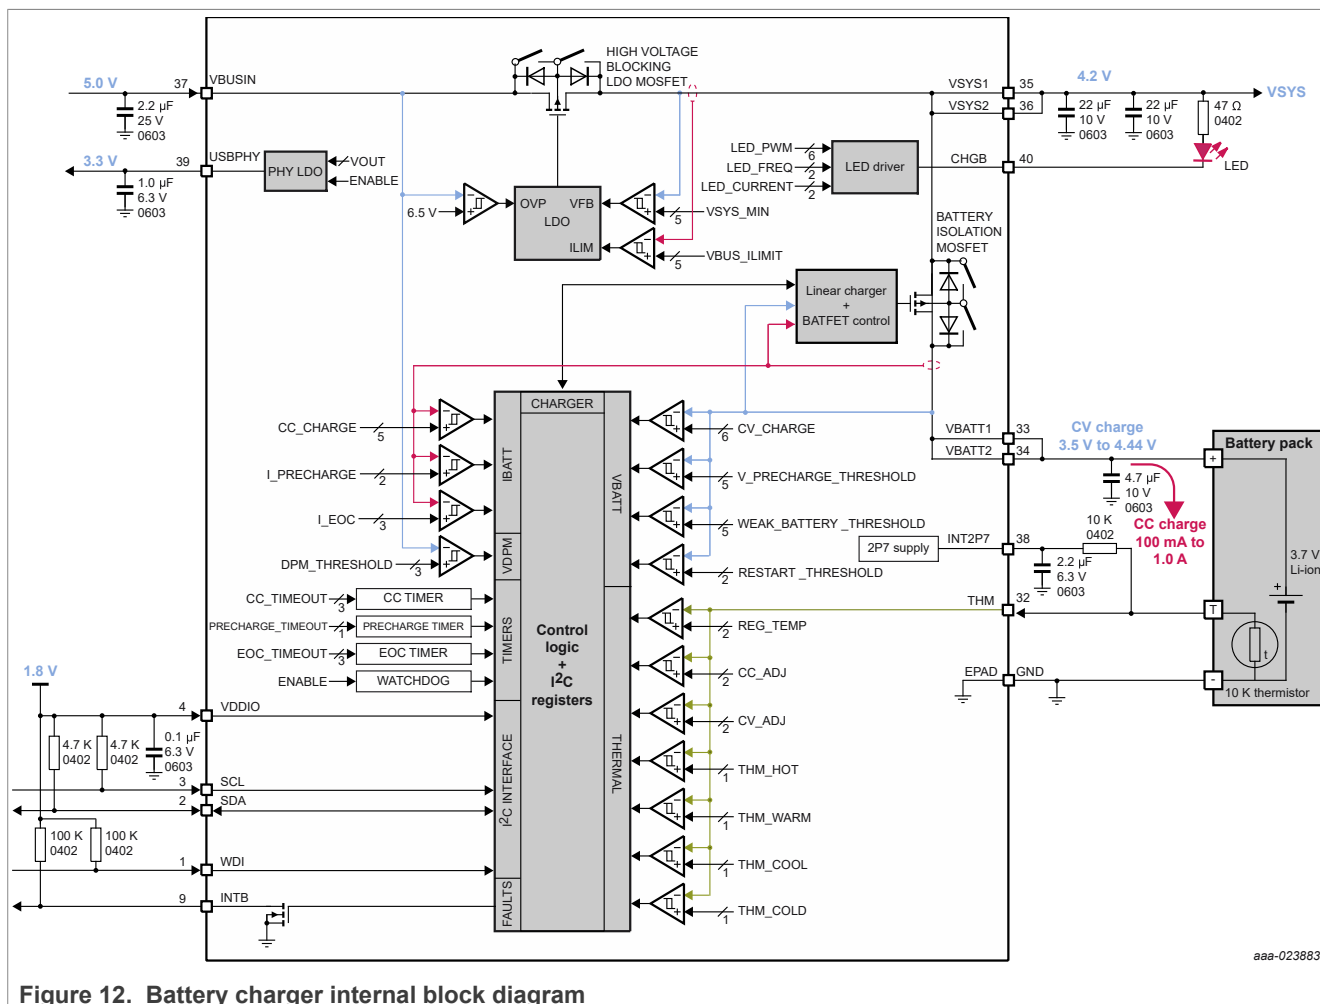 HIGH VOLTAGE
BLOCKING
LDO MOSFET
5.0 V
37
VBUSIN
2.2 µF
25 V
0603
3.3 V
39
USBPHY
PHY LDO
VOUT
ENABLE
1.0 µF
6.3 V
0603
6.5 V
OVP
VFB
LDO
ILIM
5
VSYS_MIN
5
VBUS_ILIMIT
LED_PWM
6
LED_FREQ
2
LED_CURRENT
2
LED driver
VSYS1
35
VSYS2
36
4.2 V
VSYS
22 µF
10 V
0603
22 µF
10 V
0603
47 Ω
0402
CHGB
40
LED
BATTERY
ISOLATION
MOSFET
Linear charger
+
BATFET control
CHARGER
IBATT
VDPM
TIMERS
I2C INTERFACE
FAULTS
VBATT
THERMAL
Control
logic
+
I2C
registers
CC_CHARGE
5
I_PRECHARGE
2
I_EOC
3
DPM_THRESHOLD
3
CC_TIMEOUT
3
CC TIMER
PRECHARGE_TIMEOUT
1
PRECHARGE TIMER
EOC_TIMEOUT
3
EOC TIMER
ENABLE
WATCHDOG
6
CV_CHARGE
5
V_PRECHARGE_THRESHOLD
5
WEAK_BATTERY _THRESHOLD
2
RESTART _THRESHOLD
2
REG_TEMP
2
CC_ADJ
2
CV_ADJ
1
THM_HOT
1
THM_WARM
1
THM_COOL
1
THM_COLD
VBATT1
33
VBATT2
34
CV charge
3.5 V to 4.44 V
4.7 µF
10 V
0603
CC charge
100 mA to
1.0 A
2P7 supply
INT2P7
38
2.2 µF
6.3 V
0603
10 K
0402
THM
32
EPAD
GND
Battery pack
+
3.7 V
Li-ion
+
T
t
-
10 K thermistor
1.8 V
4
VDDIO
4.7 K
0402
4.7 K
0402
0.1 µF
6.3 V
0603
3
SCL
2
SDA
100 K
0402
100 K
0402
1
WDI
9
INTB
aaa-023883
Figure 12. Battery charger internal block diagram